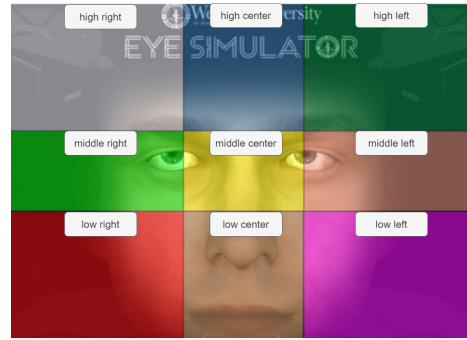 high right
high center
high left
EYE SIMULATOR
middle right
middle center
middle left
low right
low center
low left